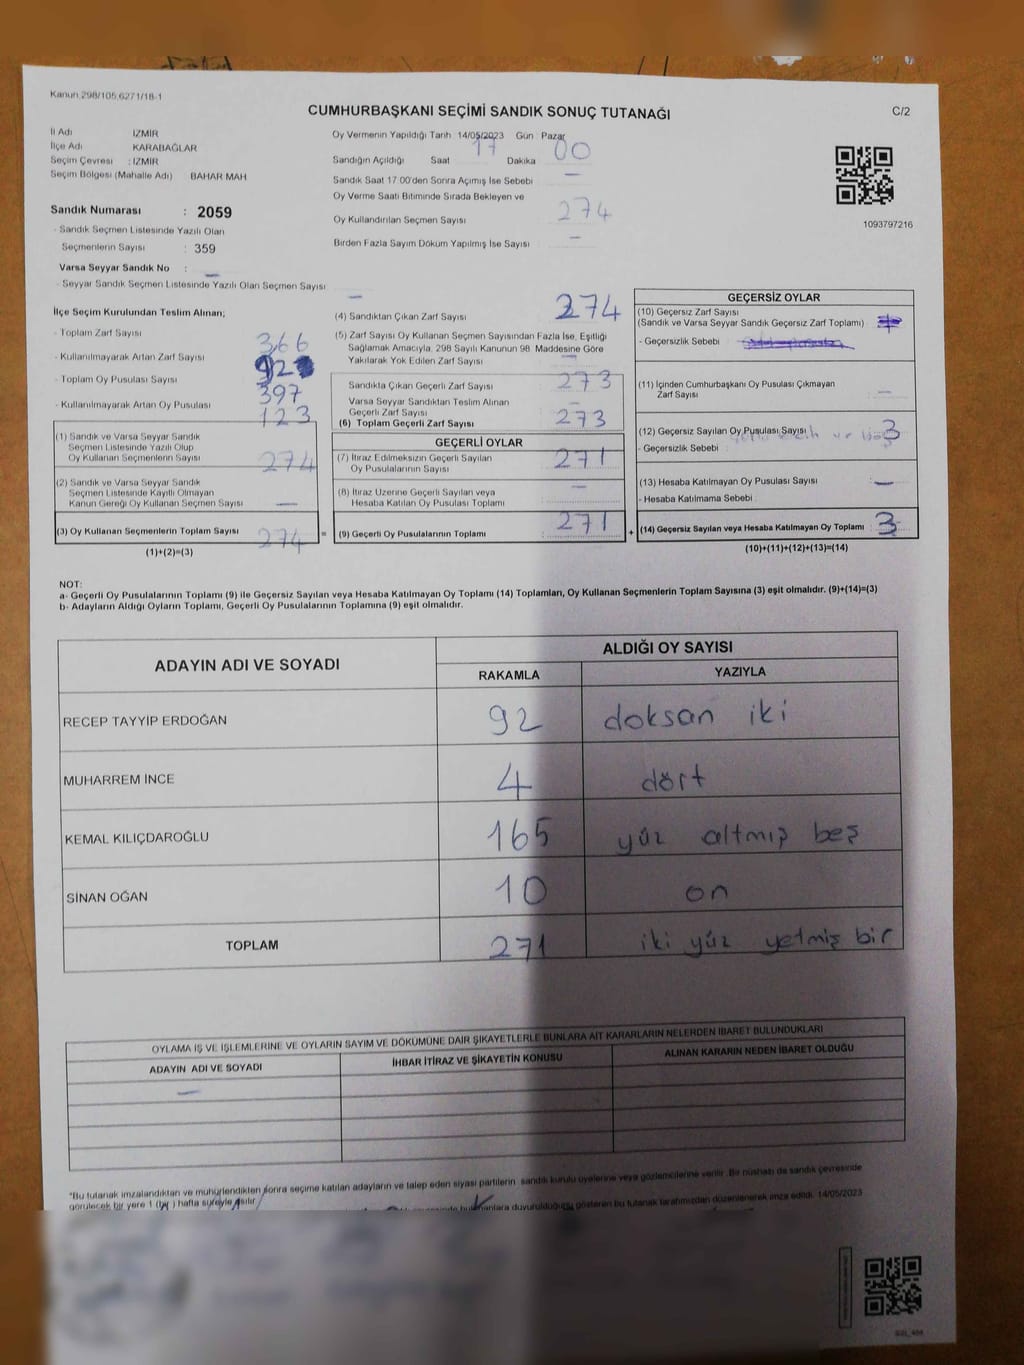 Kanun 298/105,6271/18-1
CUMHURBAŞKANI SEÇİMİ SANDIK SONUÇ TUTANAĞI
C/2
İl Adı İZMİR
İlçe Adı KARABAĞLAR
Seçim Çevresi : İZMİR
Seçim Bölgesi (Mahalle Adı) BAHAR MAH
Sandık Numarası : 2059
- Sandık Seçmen Listesinde Yazılı Olan
Seçmenlerin Sayısı : 359
Varsa Seyyar Sandık No : –
- Seyyar Sandık Seçmen Listesinde Yazılı Olan Seçmen Sayısı –
Oy Vermenin Yapıldığı Tarih 14/05/2023 Gün Pazar
Sandığın Açıldığı Saat 17 Dakika 00
Sandık Saat 17 00'den Sonra Açımış İse Sebebi –
Oy Verme Saati Bitiminde Sırada Bekleyen ve
Oy Kullandırılan Seçmen Sayısı 274
Birden Fazla Sayım Döküm Yapılmış İse Sayısı –
1093797216
İlçe Seçim Kurulundan Teslim Alınan;
- Toplam Zarf Sayısı 366
- Kullanılmayarak Artan Zarf Sayısı
- Toplam Oy Pusulası Sayısı 397
- Kullanılmayarak Artan Oy Pusulası 123
(1) Sandık ve Varsa Seyyar Sandık
Seçmen Listesinde Yazılı Olup
Oy Kullanan Seçmenlerin Sayısı 274
(2) Sandık ve Varsa Seyyar Sandık
Seçmen Listesinde Kayıtlı Olmayan
Kanun Gereği Oy Kullanan Seçmen Sayısı –
(3) Oy Kullanan Seçmenlerin Toplam Sayısı 274
(1)+(2)=(3)
(4) Sandıktan Çıkan Zarf Sayısı 274
(5) Zarf Sayısı Oy Kullanan Seçmen Sayısından Fazla İse, Eşitliği
Sağlamak Amacıyla, 298 Sayılı Kanunun 98 Maddesine Göre
Yakılarak Yok Edilen Zarf Sayısı –
Sandıkta Çıkan Geçerli Zarf Sayısı 273
Varsa Seyyar Sandıktan Teslim Alınan
Geçerli Zarf Sayısı –
(6) Toplam Geçerli Zarf Sayısı 273
GEÇERLİ OYLAR
(7) İtiraz Edilmeksizin Geçerli Sayılan
Oy Pusulalarının Sayısı 271
(8) İtiraz Üzerine Geçerli Sayılan veya
Hesaba Katılan Oy Pusulası Toplamı –
= (9) Geçerli Oy Pusulalarının Toplamı 271
GEÇERSİZ OYLAR
(10) Geçersiz Zarf Sayısı
(Sandık ve Varsa Seyyar Sandık Geçersiz Zarf Toplamı)
- Geçersizlik Sebebi
(11) İçinden Cumhurbaşkanı Oy Pusulası Çıkmayan
Zarf Sayısı –
(12) Geçersiz Sayılan Oy Pusulası Sayısı 3
- Geçersizlik Sebebi
(13) Hesaba Katılmayan Oy Pusulası Sayısı –
- Hesaba Katılmama Sebebi
+ (14) Geçersiz Sayılan veya Hesaba Katılmayan Oy Toplamı 3
(10)+(11)+(12)+(13)=(14)
NOT:
a- Geçerli Oy Pusulalarının Toplamı (9) ile Geçersiz Sayılan veya Hesaba Katılmayan Oy Toplamı (14) Toplamları, Oy Kullanan Seçmenlerin Toplam Sayısına (3) eşit olmalıdır. (9)+(14)=(3)
b- Adayların Aldığı Oyların Toplamı, Geçerli Oy Pusulalarının Toplamına (9) eşit olmalıdır.
ADAYIN ADI VE SOYADI
ALDIĞI OY SAYISI
RAKAMLA YAZIYLA
RECEP TAYYİP ERDOĞAN 92 doksan iki
MUHARREM İNCE 4 dört
KEMAL KILIÇDAROĞLU 165 yüz altmış beş
SİNAN OĞAN 10 on
TOPLAM 271 iki yüz yetmiş bir
OYLAMA İŞ VE İŞLEMLERİNE VE OYLARIN SAYIM VE DÖKÜMÜNE DAİR ŞİKAYETLERLE BUNLARA AİT KARARLARIN NELERDEN İBARET BULUNDUKLARI
ADAYIN ADI VE SOYADI İHBAR İTİRAZ VE ŞİKAYETİN KONUSU ALINAN KARARIN NEDEN İBARET OLDUĞU
–
"Bu tutanak imzalandıktan ve mühürlendikten sonra seçime katılan adayların ve talep eden siyasi partilerin sandık kurulu üyelerine veya gözlemcilerine verilir. Bir nüshası da sandık çevresinde
görülecek bir yere 1 (bir) hafta süreyle asılır
duyurulduğunu gösteren bu tutanak tarafımızdan düzenlenerek imza edildi. 14/05/2023